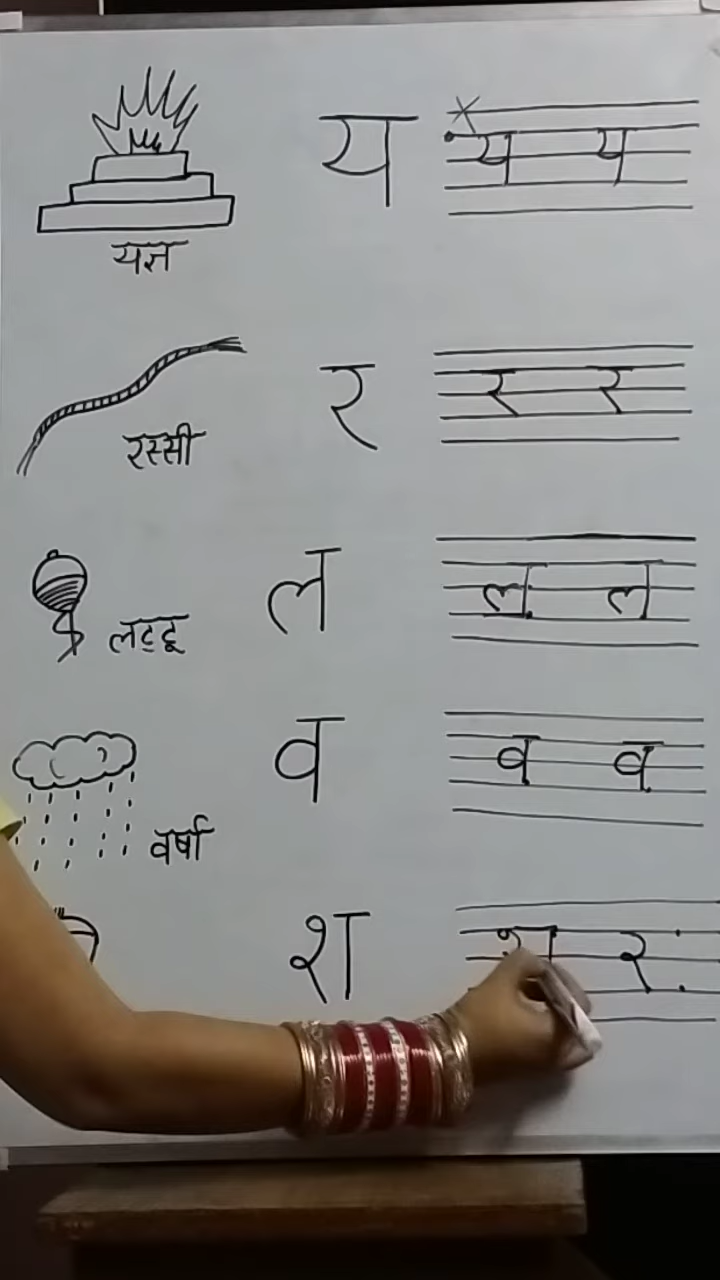 य य य
यज्ञ
र र र
रस्सी
ल ल ल
लट्टू
व व व
वर्षा
श श